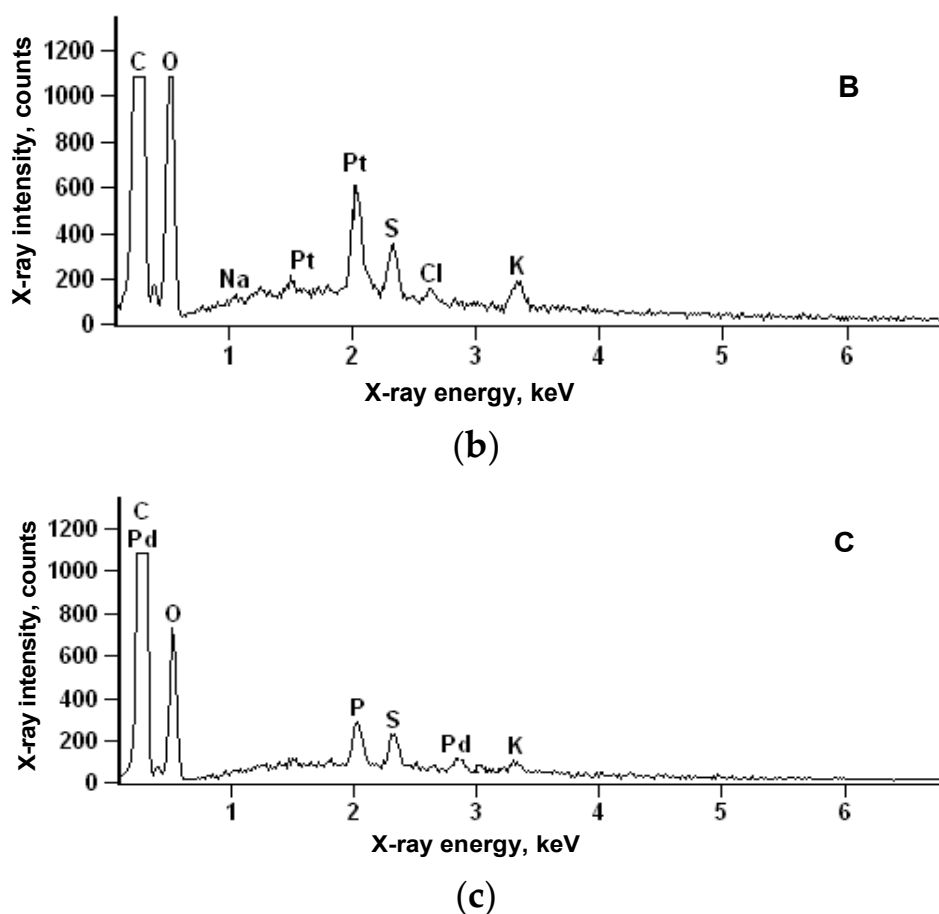 X-ray intensity, counts
1200
1000
800
600
400
200
0
C O
B
Pt
S
Na Pt Cl K
1 2 3 4 5 6
X-ray energy, keV
(b)
X-ray intensity, counts
1200
1000
800
600
400
200
0
C
Pd
C
O
P S
Pd K
1 2 3 4 5 6
X-ray energy, keV
(c)